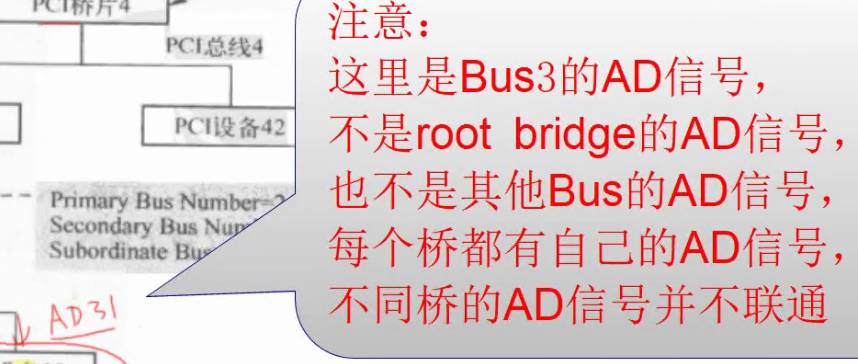 PCI桥片4
PCI总线4
PCI设备42
Primary Bus Number=2
Secondary Bus Num
Subordinate Bus
AD31
注意：
这里是Bus3的AD信号，
不是root bridge的AD信号，
也不是其他Bus的AD信号，
每个桥都有自己的AD信号，
不同桥的AD信号并不联通